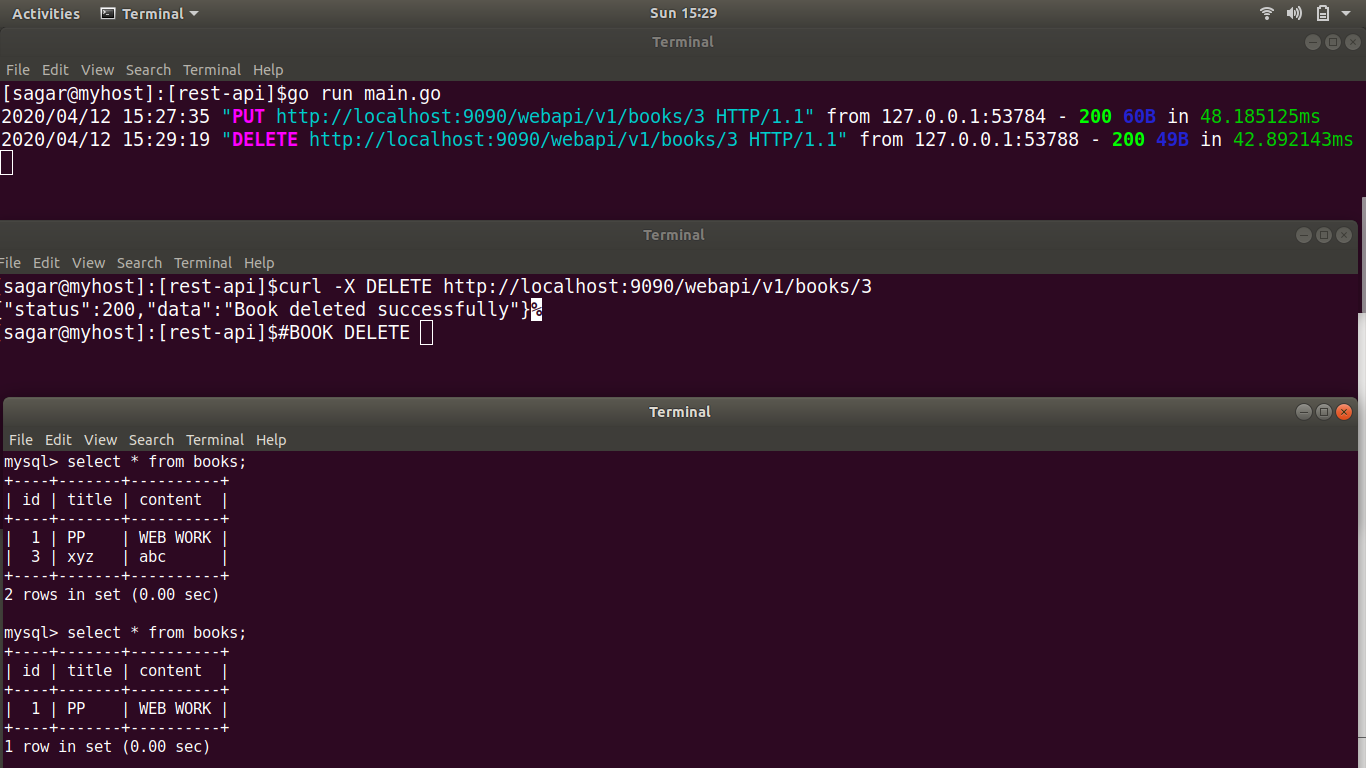 Activities Terminal Sun 15:29
Terminal
File Edit View Search Terminal Help
[sagar@myhost]:[rest-api]$go run main.go
2020/04/12 15:27:35 "PUT http://localhost:9090/webapi/v1/books/3 HTTP/1.1" from 127.0.0.1:53784 - 200 60B in 48.185125ms
2020/04/12 15:29:19 "DELETE http://localhost:9090/webapi/v1/books/3 HTTP/1.1" from 127.0.0.1:53788 - 200 49B in 42.892143ms
Terminal
File Edit View Search Terminal Help
[sagar@myhost]:[rest-api]$curl -X DELETE http://localhost:9090/webapi/v1/books/3
{"status":200,"data":"Book deleted successfully"}%
[sagar@myhost]:[rest-api]$#BOOK DELETE
Terminal
File Edit View Search Terminal Help
mysql> select * from books;
+----+-------+----------+
| id | title | content  |
+----+-------+----------+
|  1 | PP    | WEB WORK |
|  3 | xyz   | abc      |
+----+-------+----------+
2 rows in set (0.00 sec)
mysql> select * from books;
+----+-------+----------+
| id | title | content  |
+----+-------+----------+
|  1 | PP    | WEB WORK |
+----+-------+----------+
1 row in set (0.00 sec)